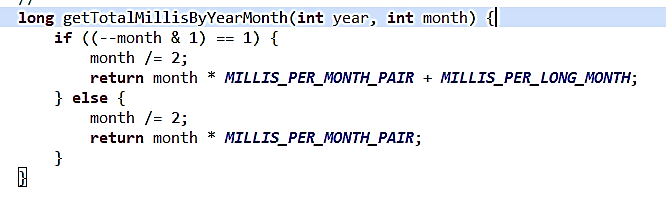 //
long getTotalMillisByYearMonth(int year, int month) {
if ((--month & 1) == 1) {
month /= 2;
return month * MILLIS_PER_MONTH_PAIR + MILLIS_PER_LONG_MONTH;
} else {
month /= 2;
return month * MILLIS_PER_MONTH_PAIR;
}
}